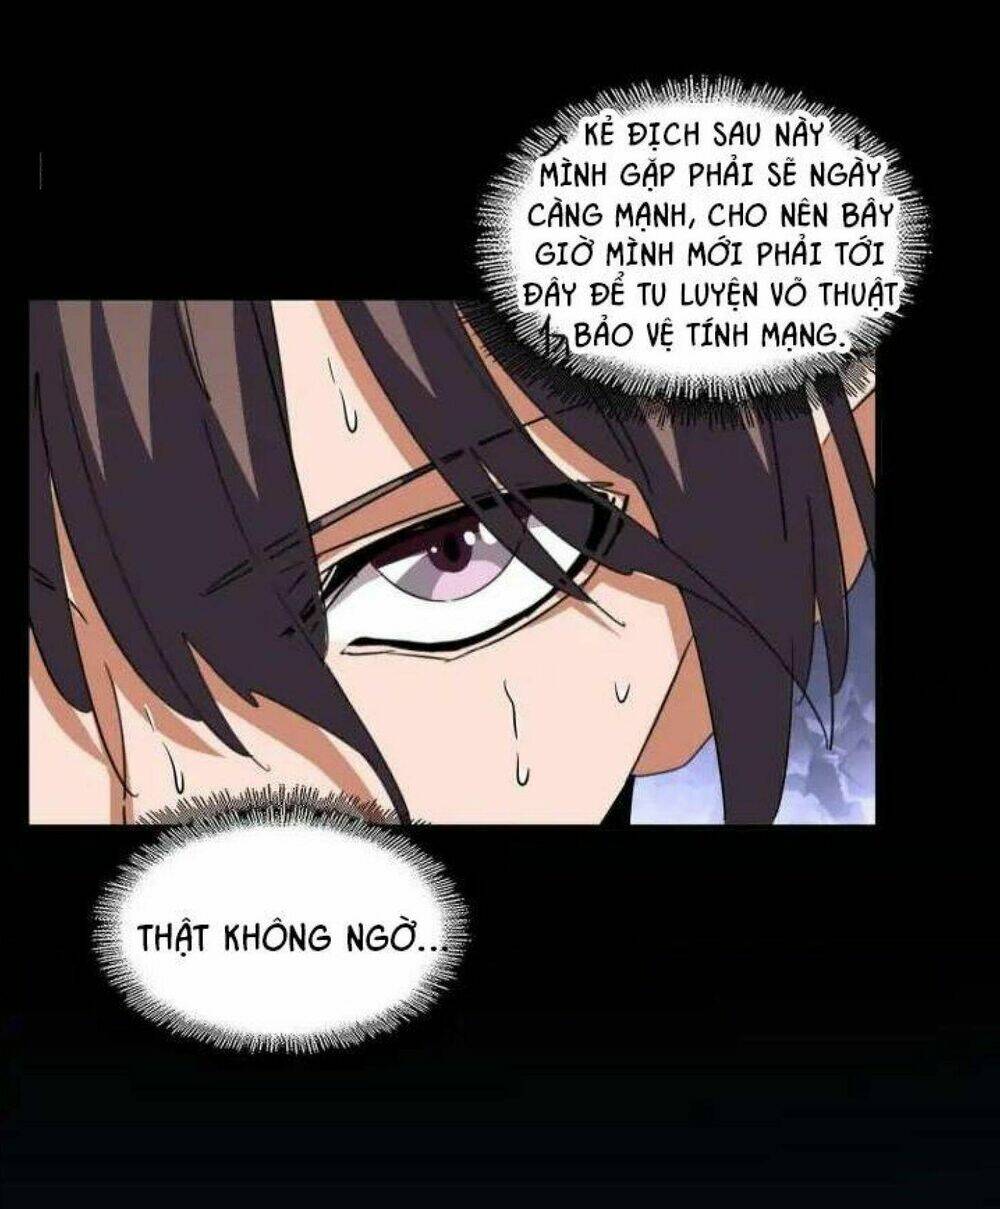 KẺ ĐỊCH SAU NÀY
MÌNH GẶP PHẢI SẼ NGÀY
CÀNG MẠNH, CHO NÊN BÂY
GIỜ MÌNH MỚI PHẢI TỚI
ĐÂY ĐỂ TU LUYỆN VÕ THUẬT
BẢO VỆ TÍNH MẠNG.
THẬT KHÔNG NGỜ...